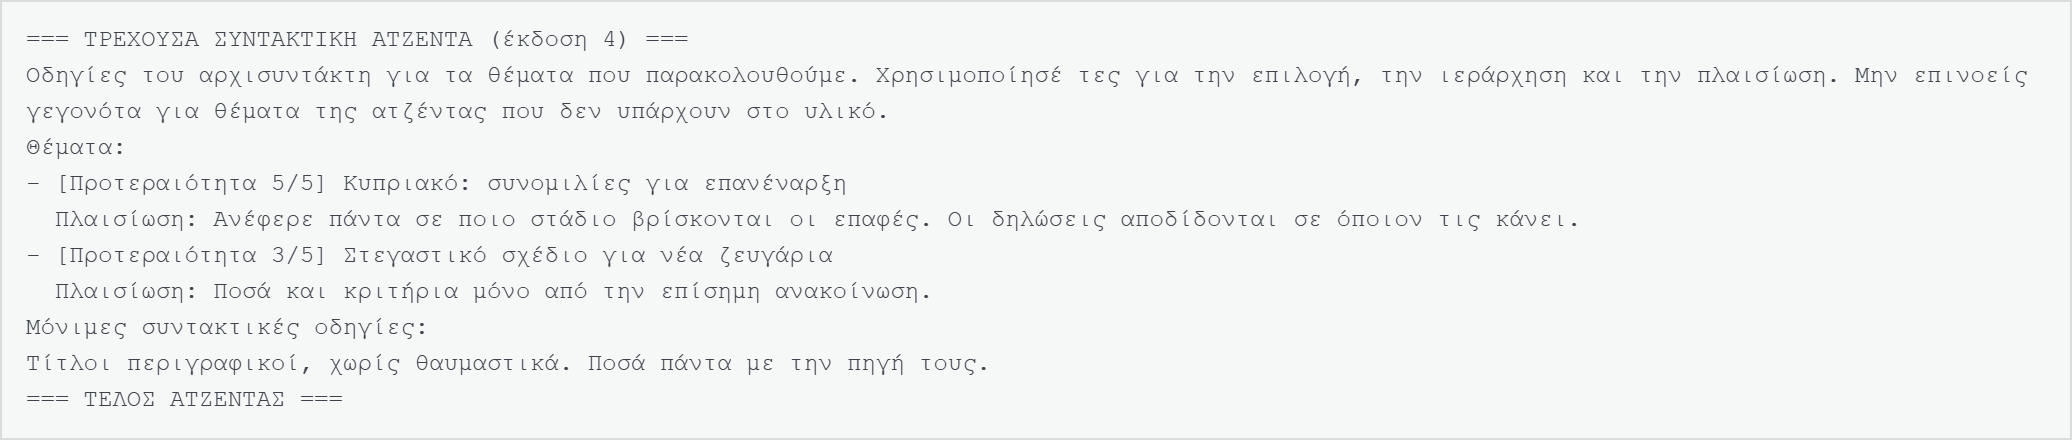 === ΤΡΕΧΟΥΣΑ ΣΥΝΤΑΚΤΙΚΗ ΑΤΖΕΝΤΑ (έκδοση 4) ===
Οδηγίες του αρχισυντάκτη για τα θέματα που παρακολουθούμε. Χρησιμοποίησέ τες για την επιλογή, την ιεράρχηση και την πλαισίωση. Μην επινοείς
γεγονότα για θέματα της ατζέντας που δεν υπάρχουν στο υλικό.
Θέματα:
- [Προτεραιότητα 5/5] Κυπριακό: συνομιλίες για επανέναρξη
  Πλαισίωση: Ανέφερε πάντα σε ποιο στάδιο βρίσκονται οι επαφές. Οι δηλώσεις αποδίδονται σε όποιον τις κάνει.
- [Προτεραιότητα 3/5] Στεγαστικό σχέδιο για νέα ζευγάρια
  Πλαισίωση: Ποσά και κριτήρια μόνο από την επίσημη ανακοίνωση.
Μόνιμες συντακτικές οδηγίες:
Τίτλοι περιγραφικοί, χωρίς θαυμαστικά. Ποσά πάντα με την πηγή τους.
=== ΤΕΛΟΣ ΑΤΖΕΝΤΑΣ ===